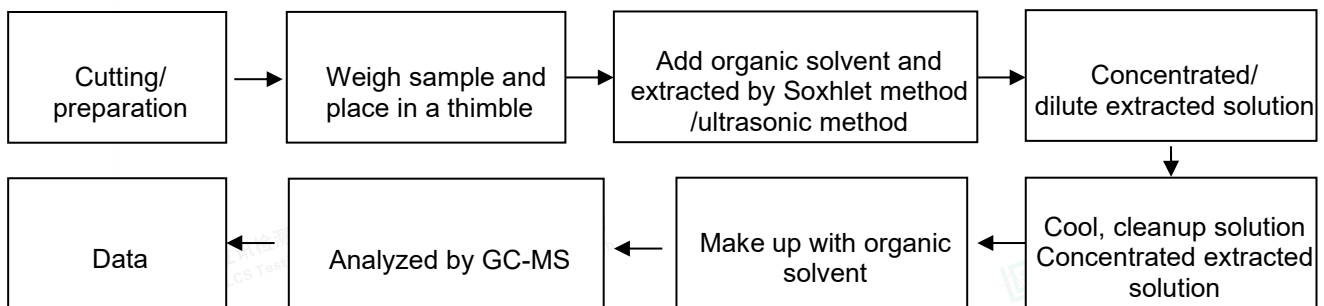 Cutting/
preparation
Weigh sample and
place in a thimble
Add organic solvent and
extracted by Soxhlet method
/ultrasonic method
Concentrated/
dilute extracted solution
Cool, cleanup solution
Concentrated extracted
solution
Make up with organic
solvent
Analyzed by GC-MS
Data
LCS Test